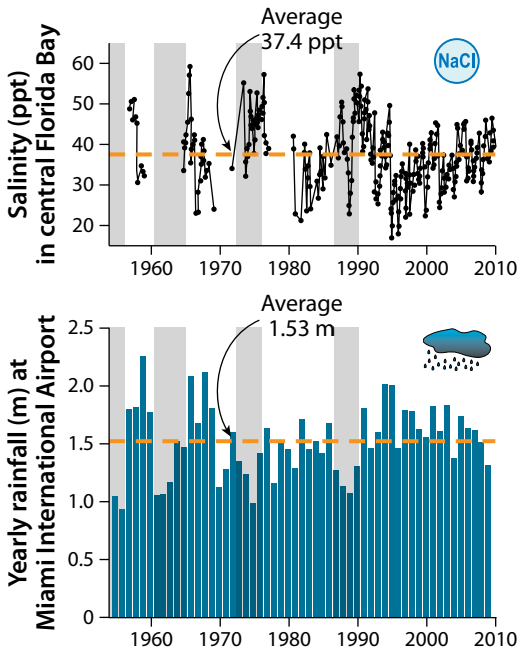 Average
37.4 ppt
NaCl
Salinity (ppt)
in central Florida Bay
60
50
40
30
20
1960
1970
1980
1990
2000
2010
Average
1.53 m
Yearly rainfall (m) at
Miami International Airport
2.5
2.0
1.5
1.0
0.5
0
1960
1970
1980
1990
2000
2010